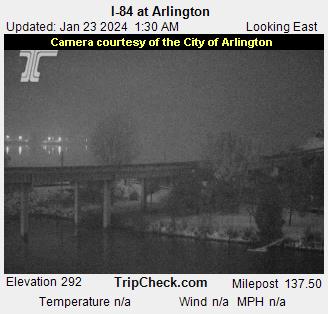 I-84 at Arlington
Updated: Jan 23 2024 1:30 AM Looking East
Camera courtesy of the City of Arlington
Elevation 292 TripCheck.com Milepost 137.50
Temperature n/a Wind n/a MPH n/a